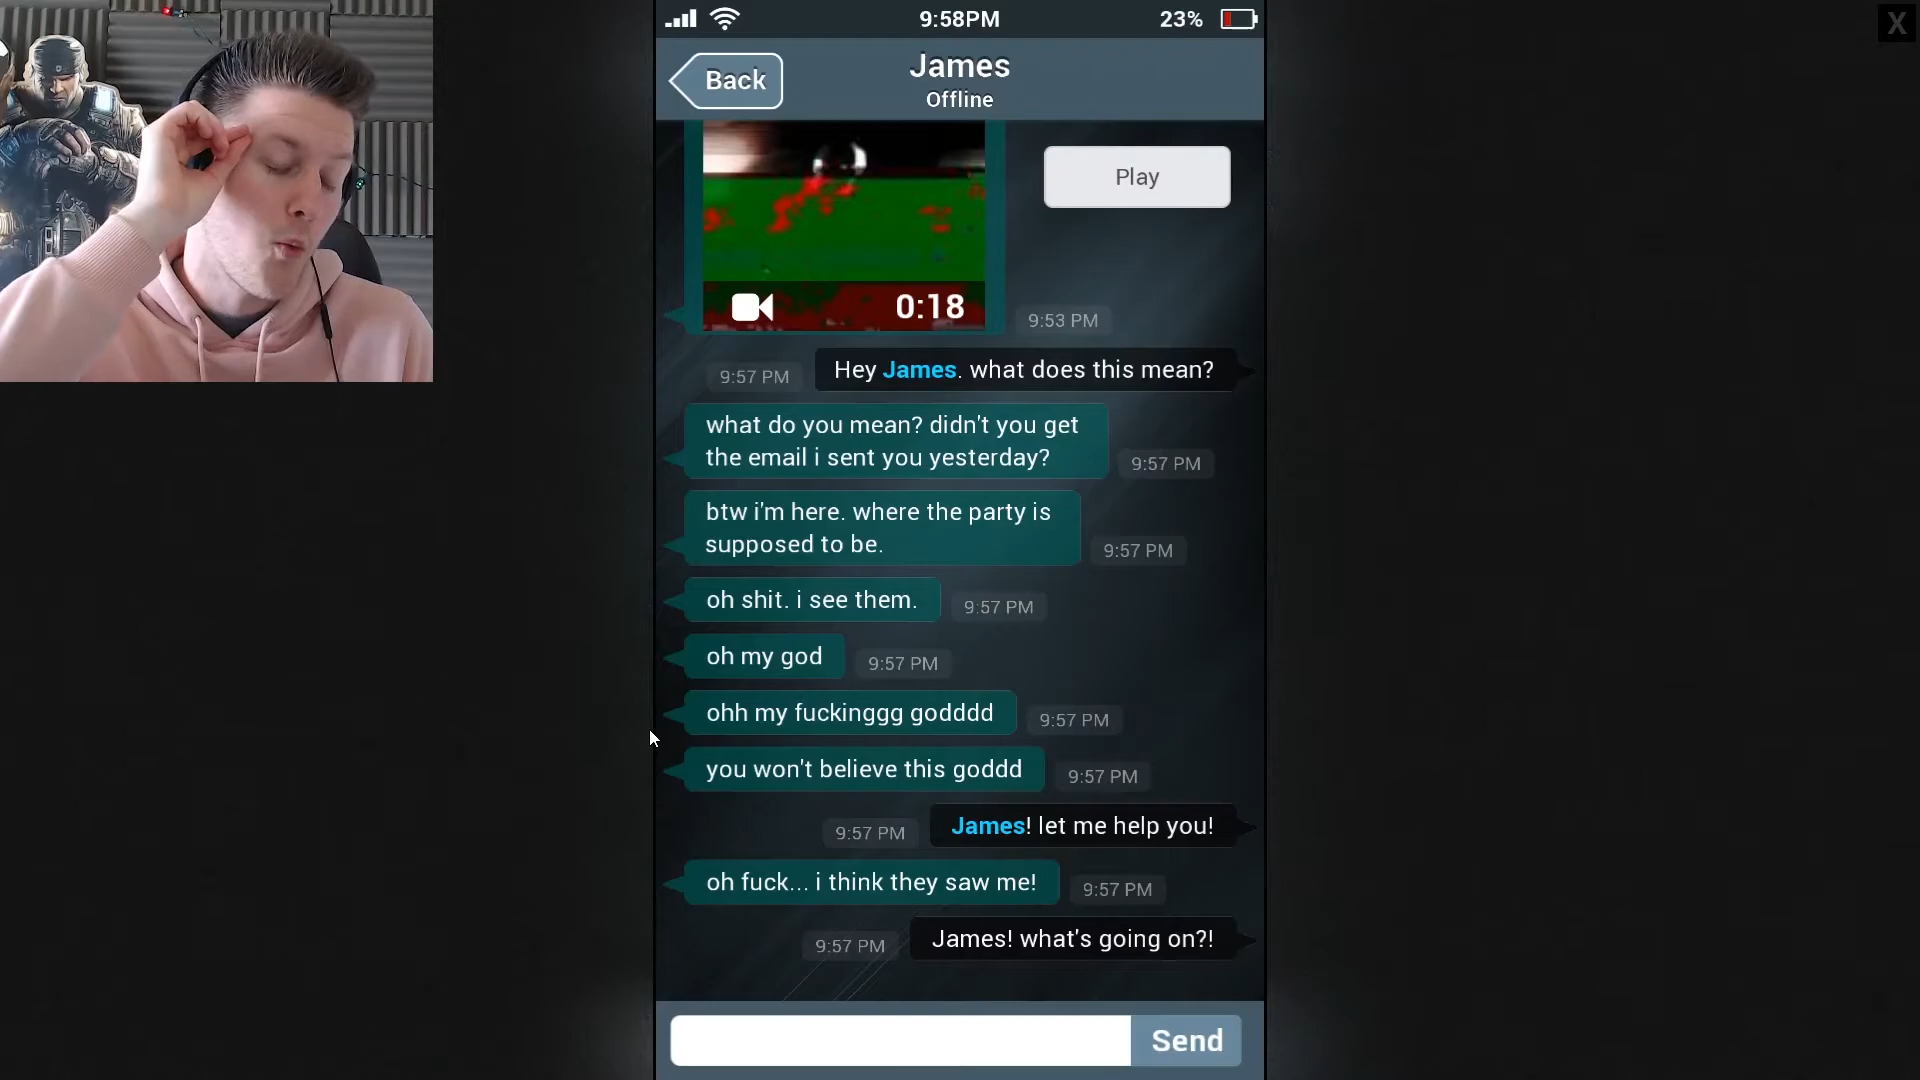 9:58PM
23%
X
Back
James
Offline
Play
0:18
9:53 PM
9:57 PM
Hey James. what does this mean?
what do you mean? didn't you get
the email i sent you yesterday?
9:57 PM
btw i'm here. where the party is
supposed to be.
9:57 PM
oh shit. i see them.
9:57 PM
oh my god
9:57 PM
ohh my fuckinggg godddd
9:57 PM
you won't believe this goddd
9:57 PM
9:57 PM
James! let me help you!
oh fuck... i think they saw me!
9:57 PM
9:57 PM
James! what's going on?!
Send